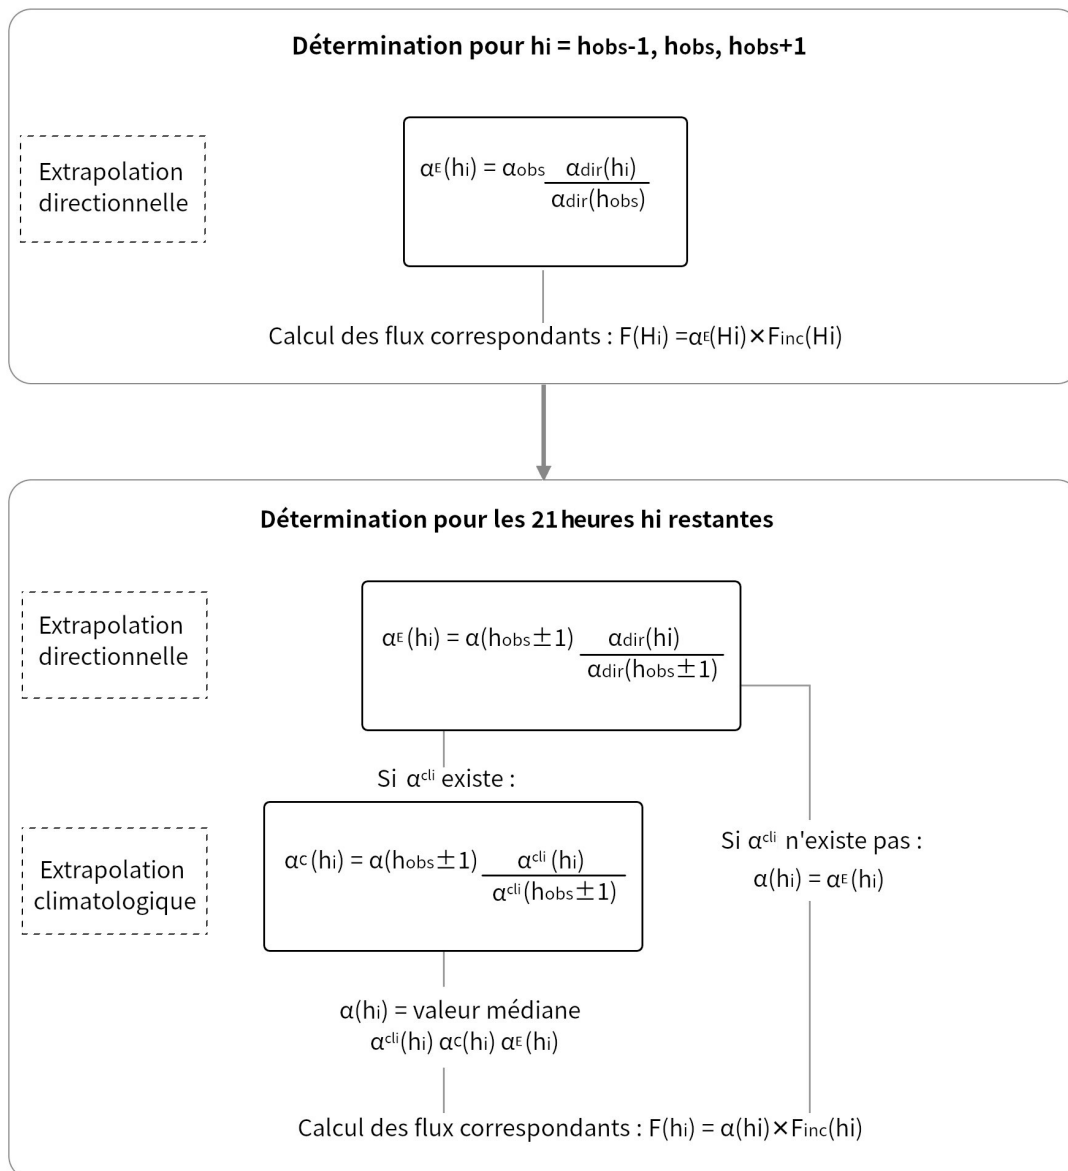 Détermination pour hi = hobs-1, hobs, hobs+1
Extrapolation
directionnelle
αᴱ(hi) = αobs αdir(hi)
αdir(hobs)
Calcul des flux correspondants : F(Hi) =αᴱ(Hi)×Finc(Hi)
Détermination pour les 21 heures hi restantes
Extrapolation
directionnelle
αᴱ(hi) = α(hobs±1) αdir(hi)
αdir(hobs±1)
Si αᶜˡⁱ existe :
Extrapolation
climatologique
αᶜ(hi) = α(hobs±1) αᶜˡⁱ (hi)
αᶜˡⁱ(hobs±1)
Si αᶜˡⁱ n'existe pas :
α(hi) = αᴱ(hi)
α(hi) = valeur médiane
αᶜˡⁱ(hi) αᶜ(hi) αᴱ(hi)
Calcul des flux correspondants : F(hi) = α(hi)×Finc(hi)